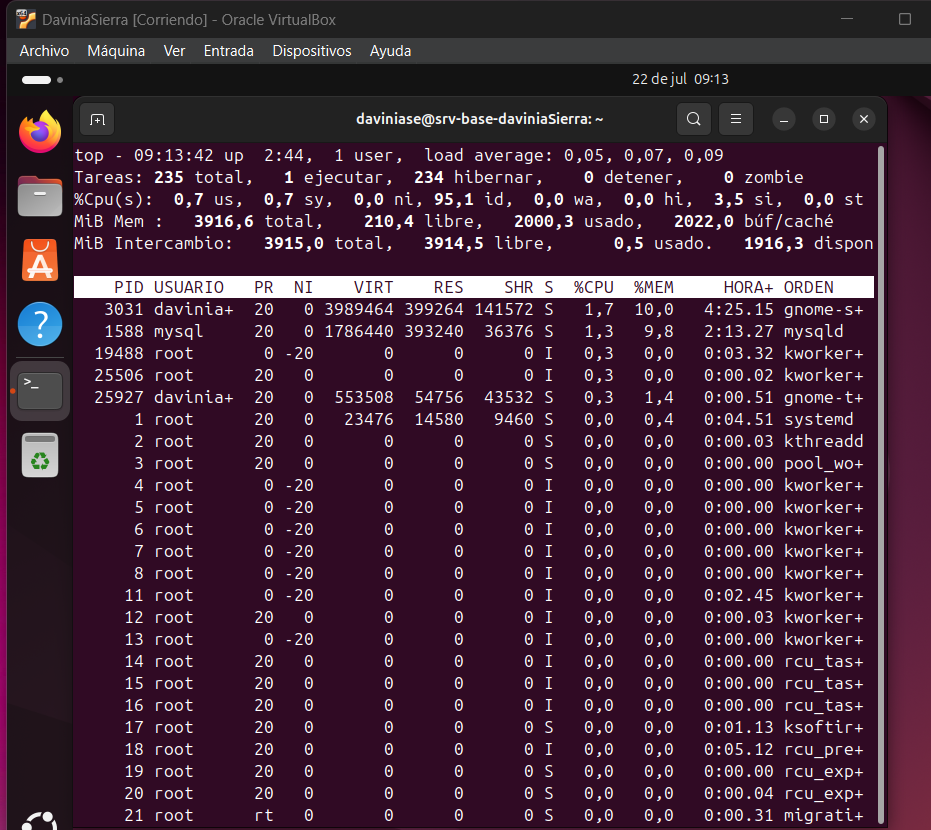 DaviniaSierra [Corriendo] - Oracle VirtualBox
Archivo Máquina Ver Entrada Dispositivos Ayuda
22 de jul 09:13
daviniase@srv-base-daviniaSierra: ~
top - 09:13:42 up  2:44,  1 user,  load average: 0,05, 0,07, 0,09
Tareas: 235 total,   1 ejecutar, 234 hibernar,   0 detener,   0 zombie
%Cpu(s):  0,7 us,  0,7 sy,  0,0 ni, 95,1 id,  0,0 wa,  0,0 hi,  3,5 si,  0,0 st
MiB Mem :   3916,6 total,    210,4 libre,   2000,3 usado,   2022,0 búf/caché
MiB Intercambio:   3915,0 total,   3914,5 libre,      0,5 usado.   1916,3 dispon
PID USUARIO   PR  NI    VIRT    RES    SHR S  %CPU  %MEM     HORA+ ORDEN
3031 davinia+  20   0 3989464 399264 141572 S   1,7  10,0   4:25.15 gnome-s+
1588 mysql     20   0 1786440 393240  36376 S   1,3   9,8   2:13.27 mysqld
19488 root       0 -20       0      0      0 I   0,3   0,0   0:03.32 kworker+
25506 root      20   0       0      0      0 I   0,3   0,0   0:00.02 kworker+
25927 davinia+  20   0  553508  54756  43532 S   0,3   1,4   0:00.51 gnome-t+
1 root      20   0   23476  14580   9460 S   0,0   0,4   0:04.51 systemd
2 root      20   0       0      0      0 S   0,0   0,0   0:00.03 kthreadd
3 root      20   0       0      0      0 S   0,0   0,0   0:00.00 pool_wo+
4 root       0 -20       0      0      0 I   0,0   0,0   0:00.00 kworker+
5 root       0 -20       0      0      0 I   0,0   0,0   0:00.00 kworker+
6 root       0 -20       0      0      0 I   0,0   0,0   0:00.00 kworker+
7 root       0 -20       0      0      0 I   0,0   0,0   0:00.00 kworker+
8 root       0 -20       0      0      0 I   0,0   0,0   0:00.00 kworker+
11 root       0 -20       0      0      0 I   0,0   0,0   0:02.45 kworker+
12 root      20   0       0      0      0 I   0,0   0,0   0:00.03 kworker+
13 root       0 -20       0      0      0 I   0,0   0,0   0:00.00 kworker+
14 root      20   0       0      0      0 I   0,0   0,0   0:00.00 rcu_tas+
15 root      20   0       0      0      0 I   0,0   0,0   0:00.00 rcu_tas+
16 root      20   0       0      0      0 I   0,0   0,0   0:00.00 rcu_tas+
17 root      20   0       0      0      0 S   0,0   0,0   0:01.13 ksoftir+
18 root      20   0       0      0      0 I   0,0   0,0   0:05.12 rcu_pre+
19 root      20   0       0      0      0 S   0,0   0,0   0:00.00 rcu_exp+
20 root      20   0       0      0      0 S   0,0   0,0   0:00.04 rcu_exp+
21 root      rt   0       0      0      0 S   0,0   0,0   0:00.31 migrati+